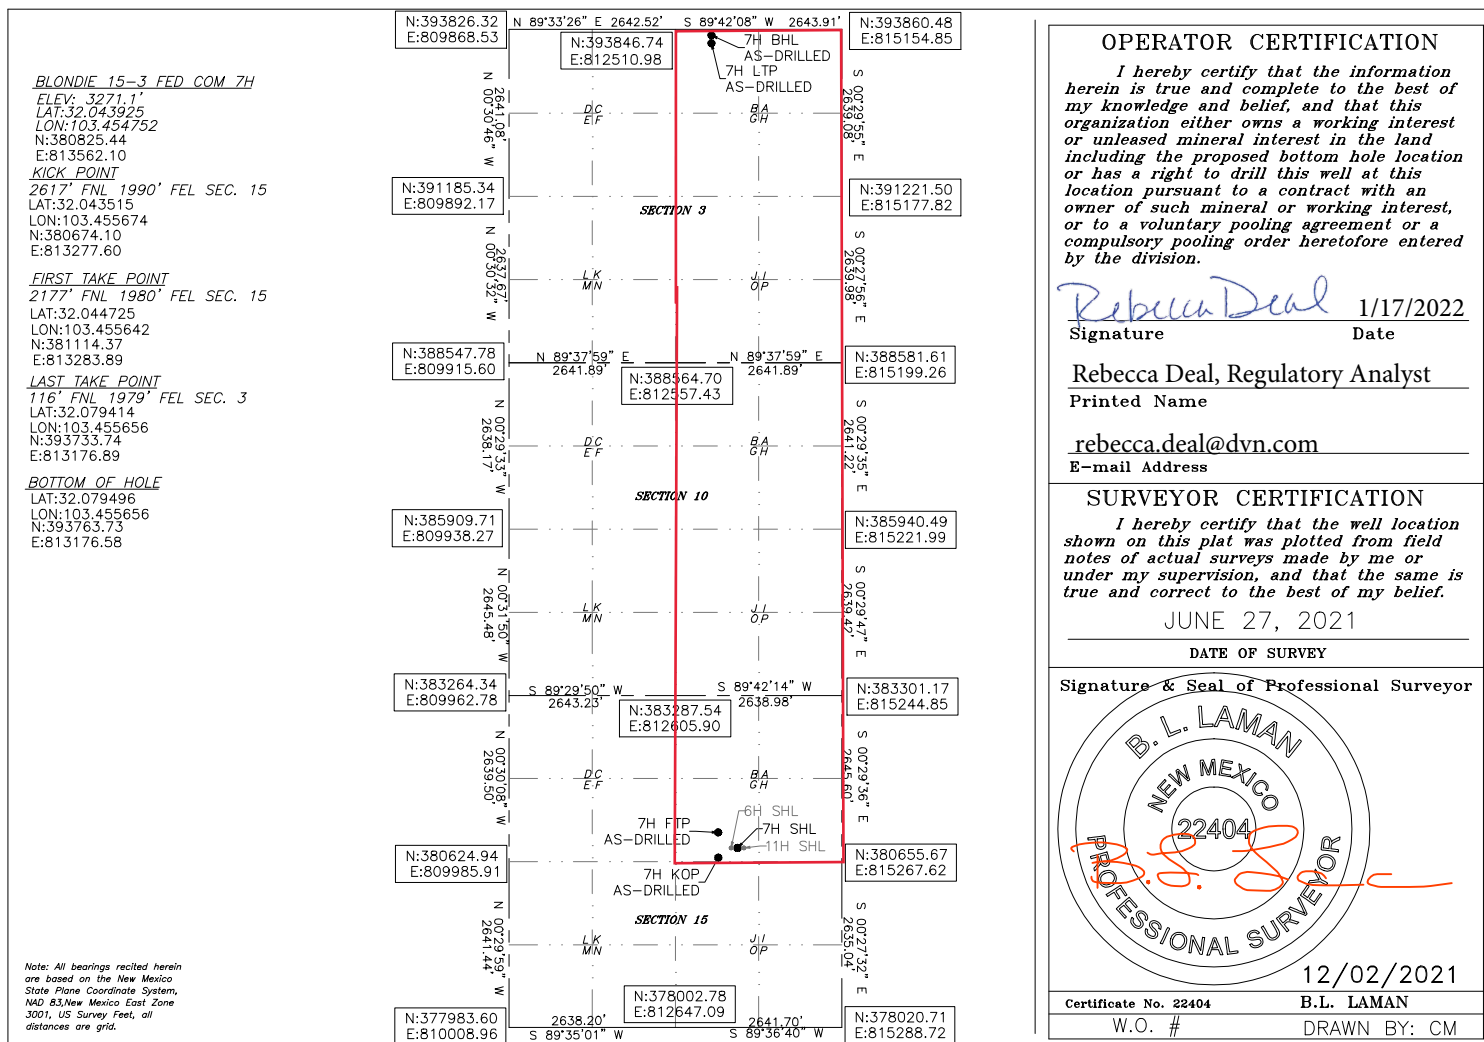 BLONDIE 15-3 FED COM 7H
ELEV: 3271.1'
LAT:32.043925
LON:103.454752
N:380825.44
E:813562.10
KICK POINT
2617' FNL 1990' FEL SEC. 15
LAT:32.043515
LON:103.455674
N:380674.10
E:813277.60
FIRST TAKE POINT
2177' FNL 1980' FEL SEC. 15
LAT:32.044725
LON:103.455642
N:381114.37
E:813283.89
LAST TAKE POINT
116' FNL 1979' FEL SEC. 3
LAT:32.079414
LON:103.455656
N:393733.74
E:813176.89
BOTTOM OF HOLE
LAT:32.079496
LON:103.455656
N:393763.73
E:813176.58
Note: All bearings recited herein
are based on the New Mexico
State Plane Coordinate System,
NAD 83,New Mexico East Zone
3001, US Survey Feet, all
distances are grid.
N:393826.32
E:809868.53
N 89°33'26" E 2642.52'
S 89°42'08" W 2643.91'
N:393860.48
E:815154.85
N:393846.74
E:812510.98
7H BHL
AS-DRILLED
7H LTP
AS-DRILLED
N 00°30'46" W
2641.08'
D C
E F
B A
G H
S 00°29'55" E
2639.08'
N:391185.34
E:809892.17
SECTION 3
N:391221.50
E:815177.82
N 00°30'32" W
2637.67'
L K
M N
J I
O P
S 00°27'56" E
2639.98'
N:388547.78
E:809915.60
N 89°37'59" E
2641.89'
N 89°37'59" E
2641.89'
N:388581.61
E:815199.26
N:388564.70
E:812557.43
N 00°29'33" W
2638.17'
D C
E F
B A
G H
S 00°29'35" E
2641.22'
SECTION 10
N:385909.71
E:809938.27
N:385940.49
E:815221.99
N 00°31'50" W
2645.48'
L K
M N
J I
O P
S 00°29'47" E
2639.42'
N:383264.34
E:809962.78
S 89°29'50" W
2643.23'
S 89°42'14" W
2638.98'
N:383301.17
E:815244.85
N:383287.54
E:812605.90
N 00°30'08" W
2639.50'
D C
E F
B A
G H
S 00°29'36" E
2645.60'
6H SHL
7H FTP
AS-DRILLED
7H SHL
11H SHL
N:380624.94
E:809985.91
7H KOP
AS-DRILLED
N:380655.67
E:815267.62
SECTION 15
N 00°29'59" W
2641.44'
L K
M N
J I
O P
S 00°27'32" E
2635.04'
N:378002.78
E:812647.09
N:377983.60
E:810008.96
2638.20'
S 89°35'01" W
2641.70'
S 89°36'40" W
N:378020.71
E:815288.72
OPERATOR CERTIFICATION
I hereby certify that the information
herein is true and complete to the best of
my knowledge and belief, and that this
organization either owns a working interest
or unleased mineral interest in the land
including the proposed bottom hole location
or has a right to drill this well at this
location pursuant to a contract with an
owner of such mineral or working interest,
or to a voluntary pooling agreement or a
compulsory pooling order heretofore entered
by the division.
Rebecca Deal 1/17/2022
Signature Date
Rebecca Deal, Regulatory Analyst
Printed Name
rebecca.deal@dvn.com
E-mail Address
SURVEYOR CERTIFICATION
I hereby certify that the well location
shown on this plat was plotted from field
notes of actual surveys made by me or
under my supervision, and that the same is
true and correct to the best of my belief.
JUNE 27, 2021
DATE OF SURVEY
Signature & Seal of Professional Surveyor
B. L. LAMAN
NEW MEXICO
22404
PROFESSIONAL SURVEYOR
12/02/2021
Certificate No. 22404 B.L. LAMAN
W.O. # DRAWN BY: CM